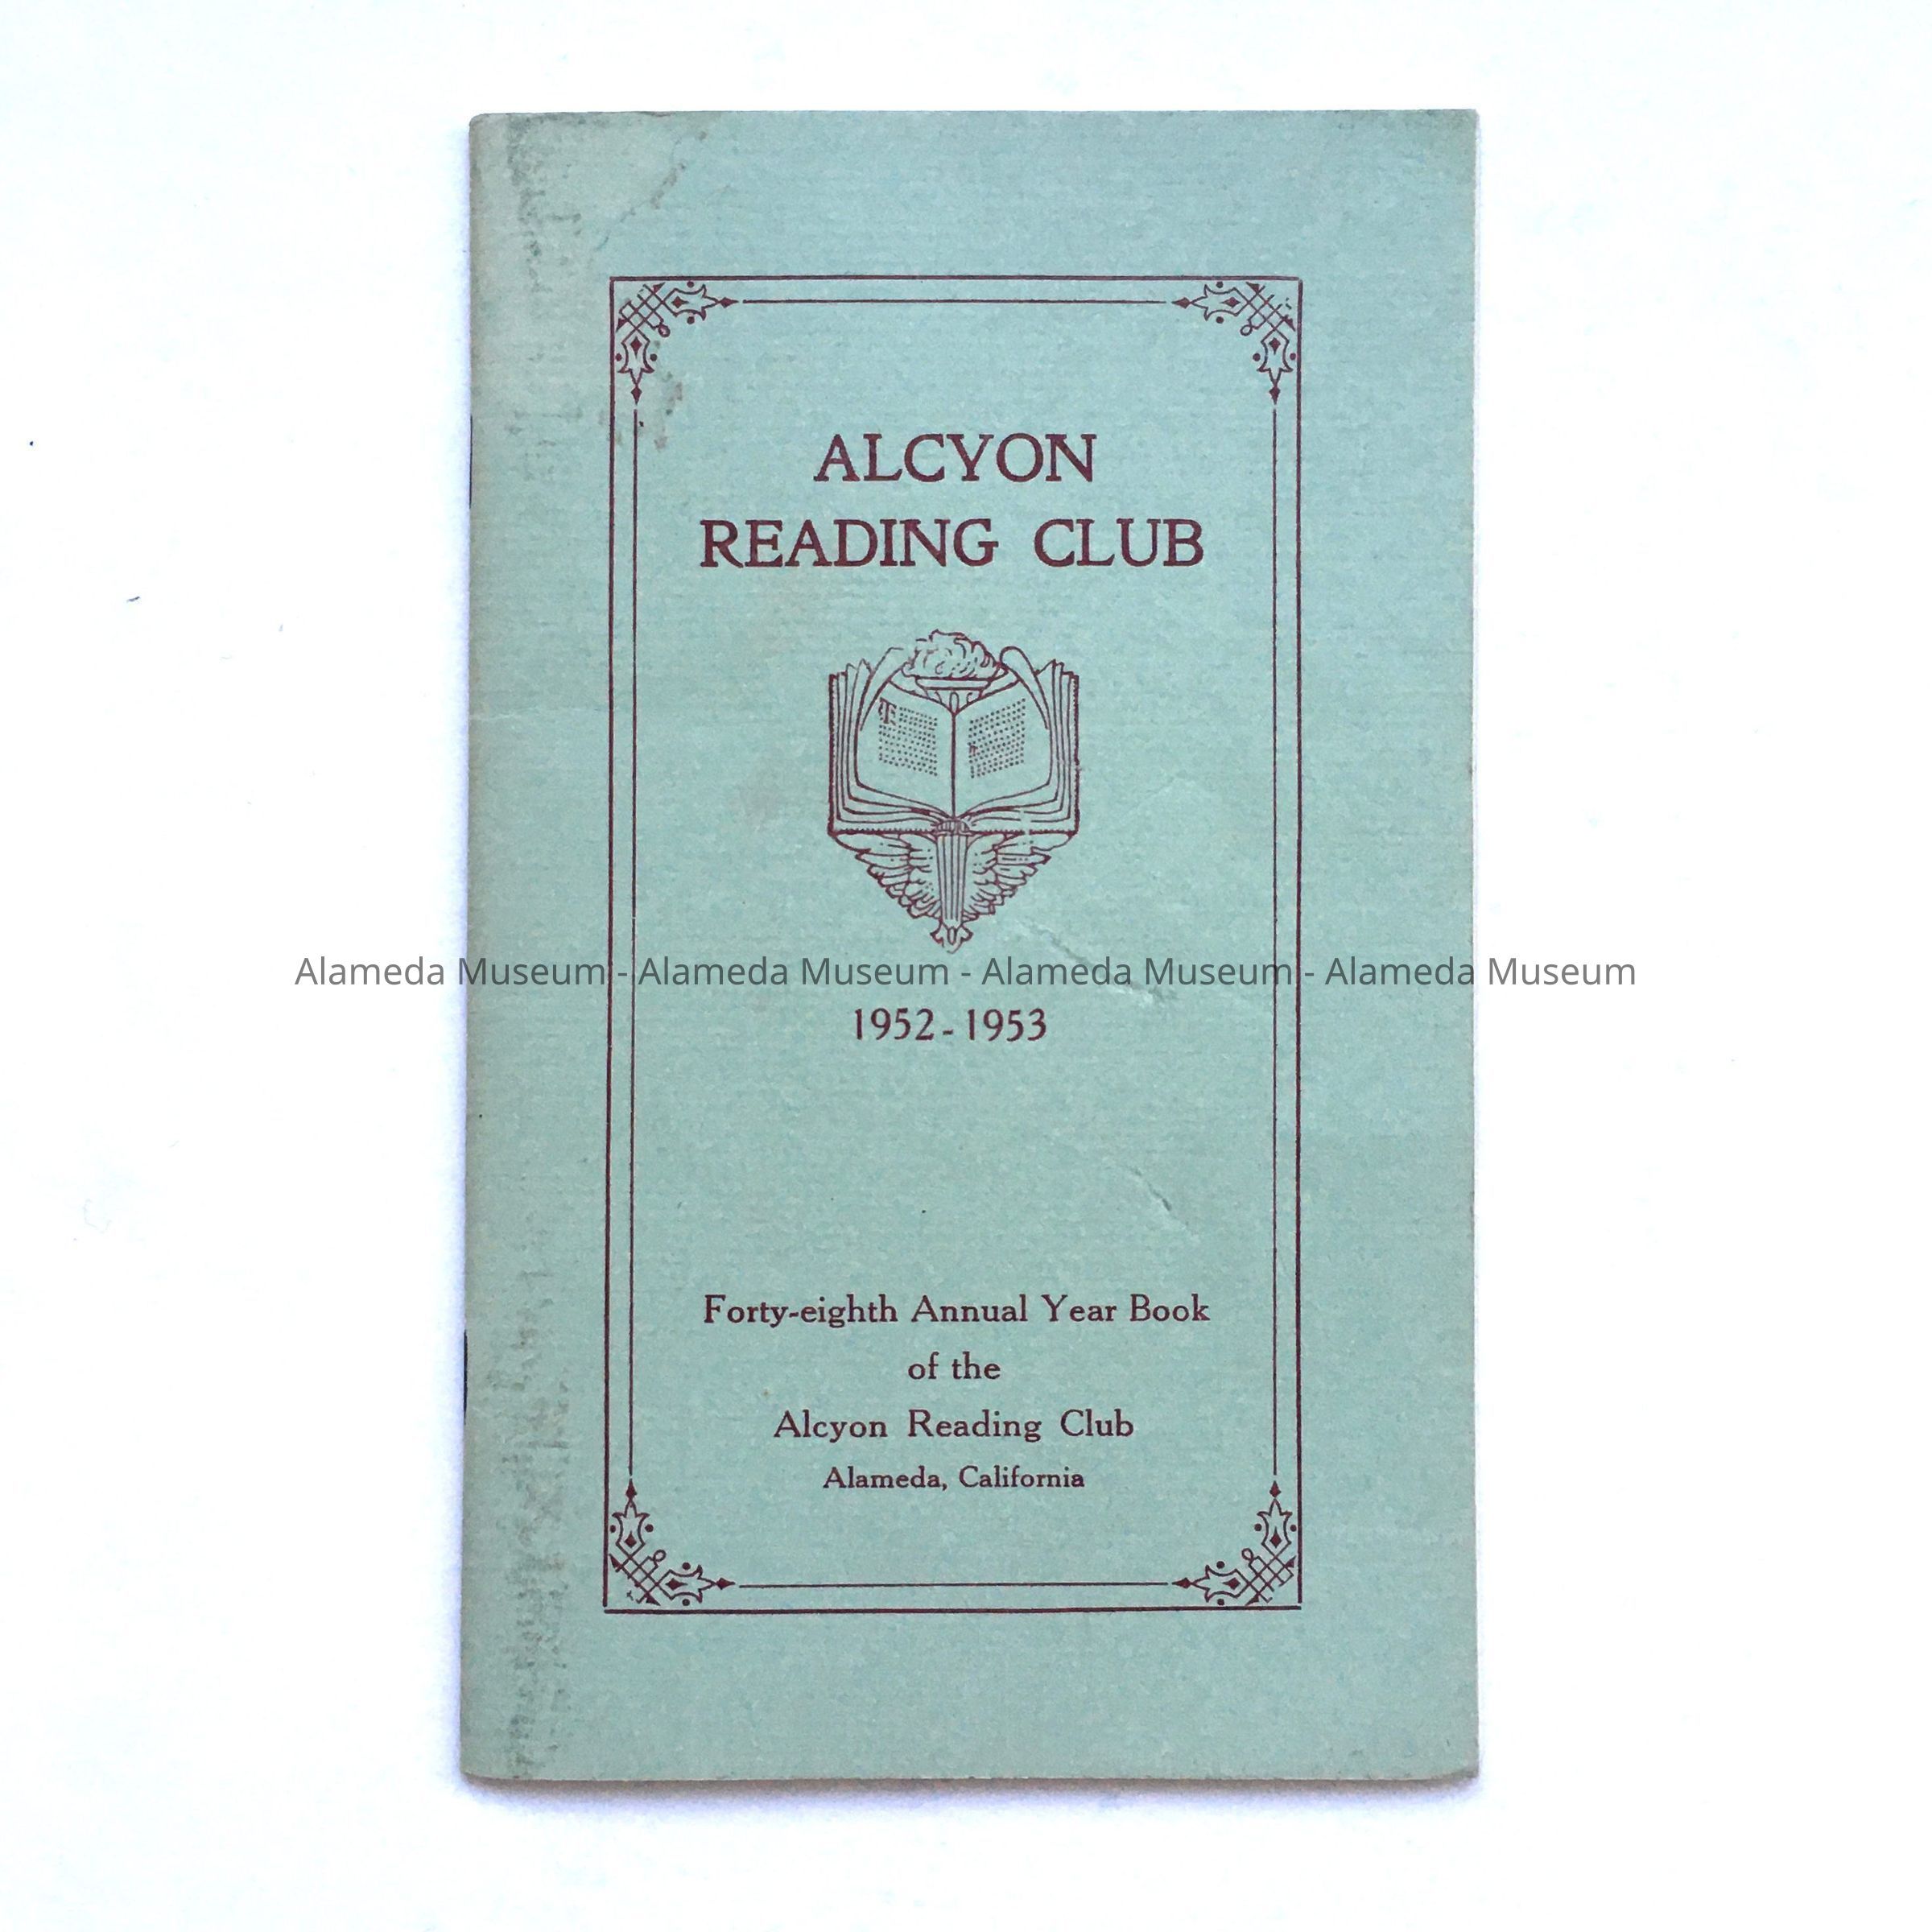 ALCYON
READING CLUB
Alameda Museum - Alameda Museum - Alameda Museum - Alameda Museum
1952-1953
Forty-eighth Annual Year Book
of the
Alcyon Reading Club
Alameda, California